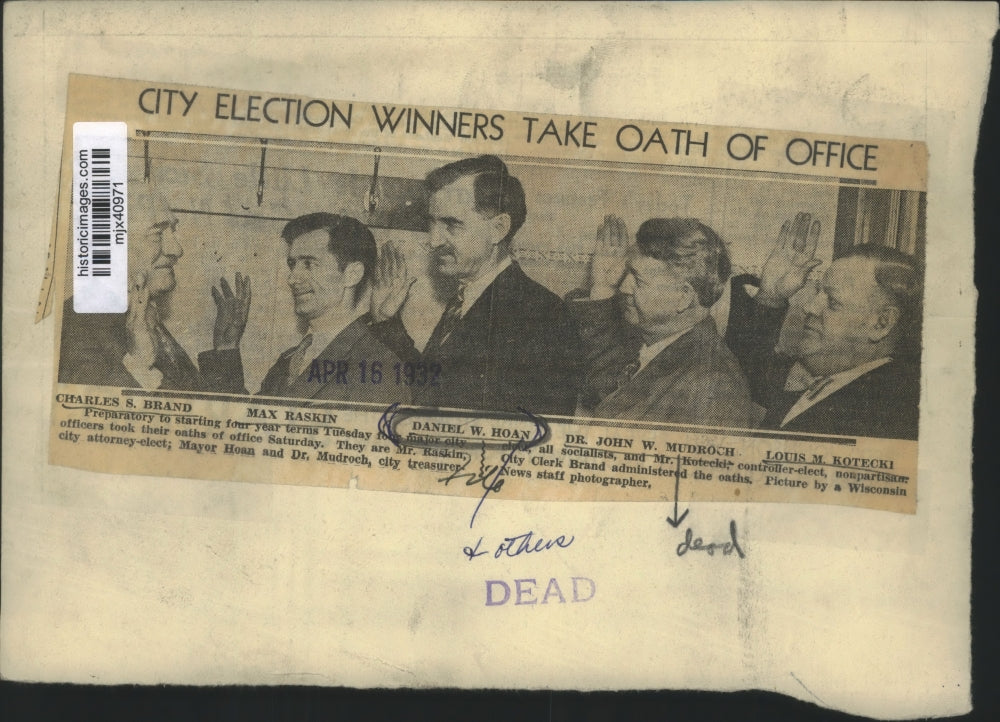 CITY ELECTION WINNERS TAKE OATH OF OFFICE
historicimages.com
mjx40971
APR 16 1932
CHARLES S. BRAND MAX RASKIN DANIEL W. HOAN DR. JOHN W. MUDROCH LOUIS M. KOTECKI
Preparatory to starting four year terms Tuesday four major city
officers took their oaths of office Saturday. They are Mr. Raskin,
city attorney-elect; Mayor Hoan and Dr. Mudroch, city treasurer,
all socialists, and Mr. Kotecki, controller-elect, nonpartisan.
City Clerk Brand administered the oaths. Picture by a Wisconsin
News staff photographer.
file
& others
dead
DEAD